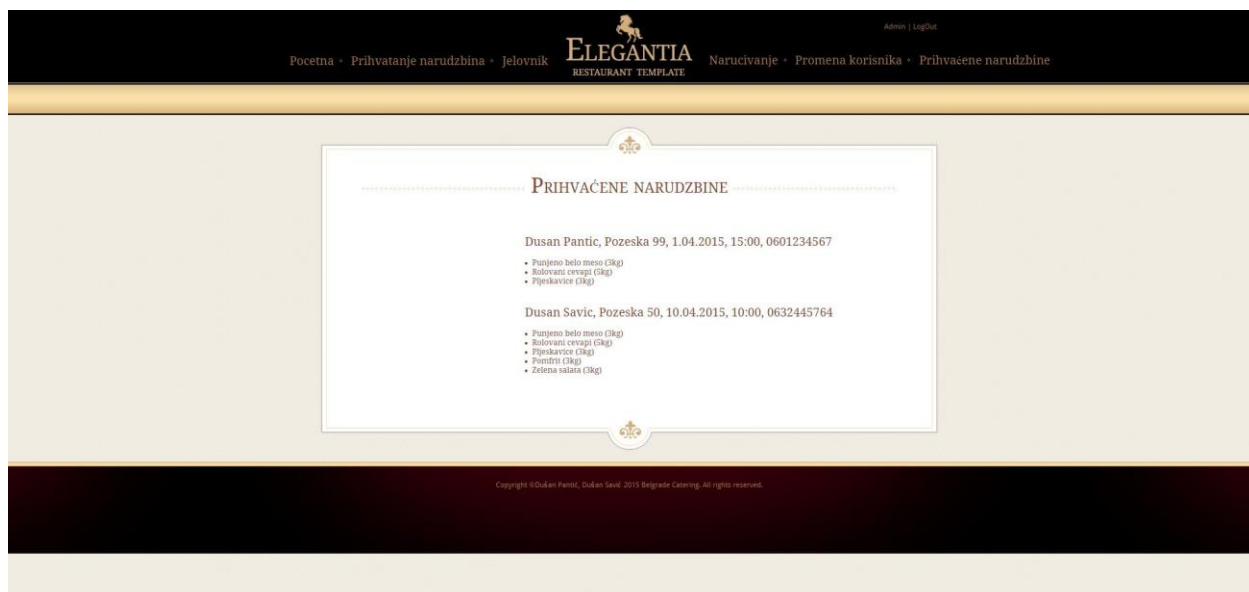 Admin | LogOut
Pocetna • Prihvatanje narudzbina • Jelovnik
ELEGANTIA
RESTAURANT TEMPLATE
Narucivanje • Promena korisnika • Prihvaćene narudzbine
PRIHVAĆENE NARUDZBINE
Dusan Pantic, Pozeska 99, 1.04.2015, 15:00, 0601234567
• Punjeno belo meso (3kg)
• Rolovani cevapi (5kg)
• Pljeskavice (3kg)
Dusan Savic, Pozeska 50, 10.04.2015, 10:00, 0632445764
• Punjeno belo meso (3kg)
• Rolovani cevapi (5kg)
• Pljeskavice (3kg)
• Pomfrit (3kg)
• Zelena salata (3kg)
Copyright ©Dušan Pantić, Dušan Savić 2015 Belgrade Catering. All rights reserved.